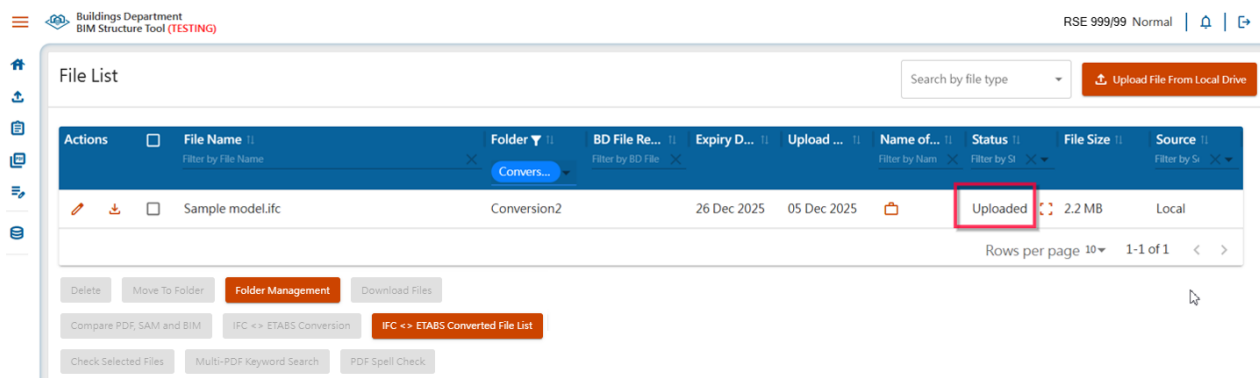 Buildings Department
BIM Structure Tool (TESTING)
RSE 999/99 Normal
File List
Search by file type
Upload File From Local Drive
Actions File Name Folder BD File Re... Expiry D... Upload ... Name of... Status File Size Source
Filter by File Name Filter by BD File Filter by Nam Filter by St Filter by Sc
Convers...
Sample model.ifc Conversion2 26 Dec 2025 05 Dec 2025 Uploaded 2.2 MB Local
Rows per page 10 1-1 of 1
Delete Move To Folder Folder Management Download Files
Compare PDF, SAM and BIM IFC <> ETABS Conversion IFC <> ETABS Converted File List
Check Selected Files Multi-PDF Keyword Search PDF Spell Check